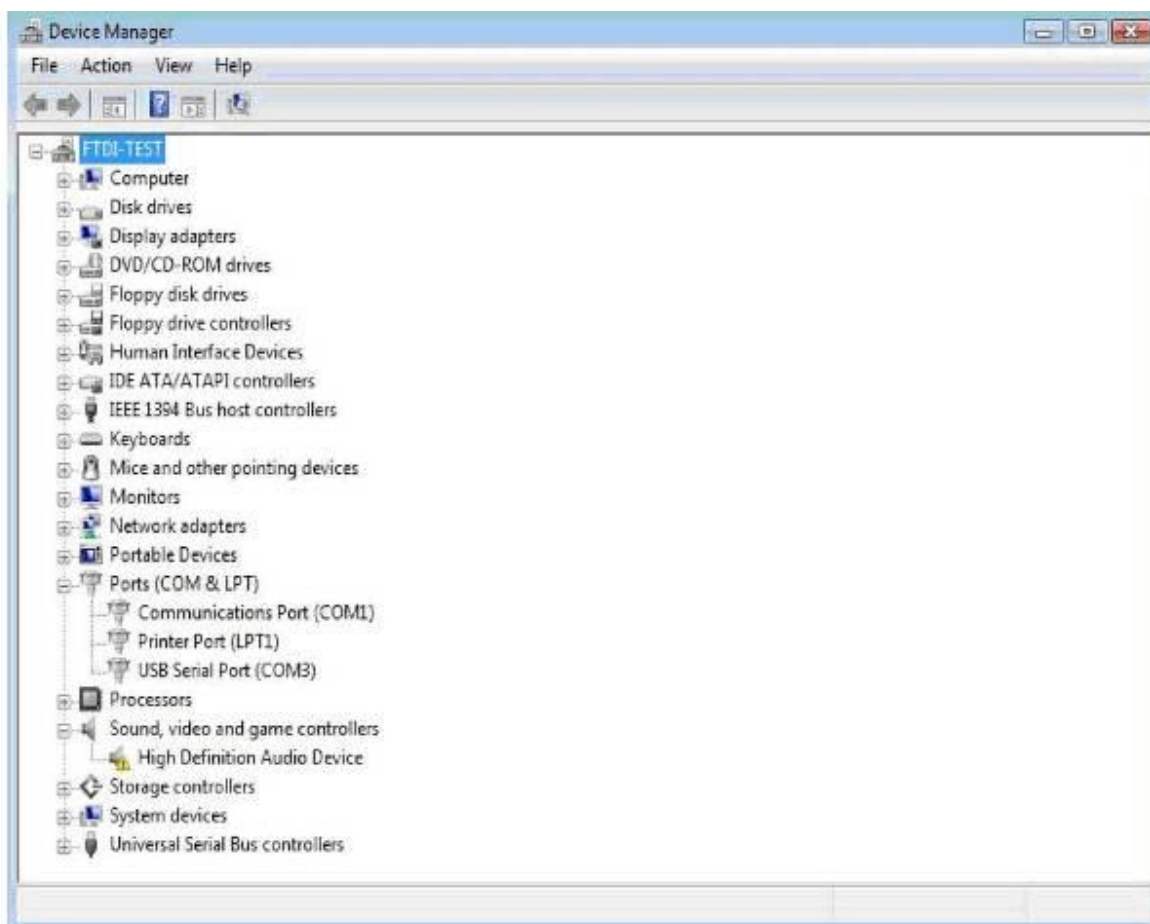 Device Manager
File Action View Help
FTDI-TEST
Computer
Disk drives
Display adapters
DVD/CD-ROM drives
Floppy disk drives
Floppy drive controllers
Human Interface Devices
IDE ATA/ATAPI controllers
IEEE 1394 Bus host controllers
Keyboards
Mice and other pointing devices
Monitors
Network adapters
Portable Devices
Ports (COM & LPT)
Communications Port (COM1)
Printer Port (LPT1)
USB Serial Port (COM3)
Processors
Sound, video and game controllers
High Definition Audio Device
Storage controllers
System devices
Universal Serial Bus controllers